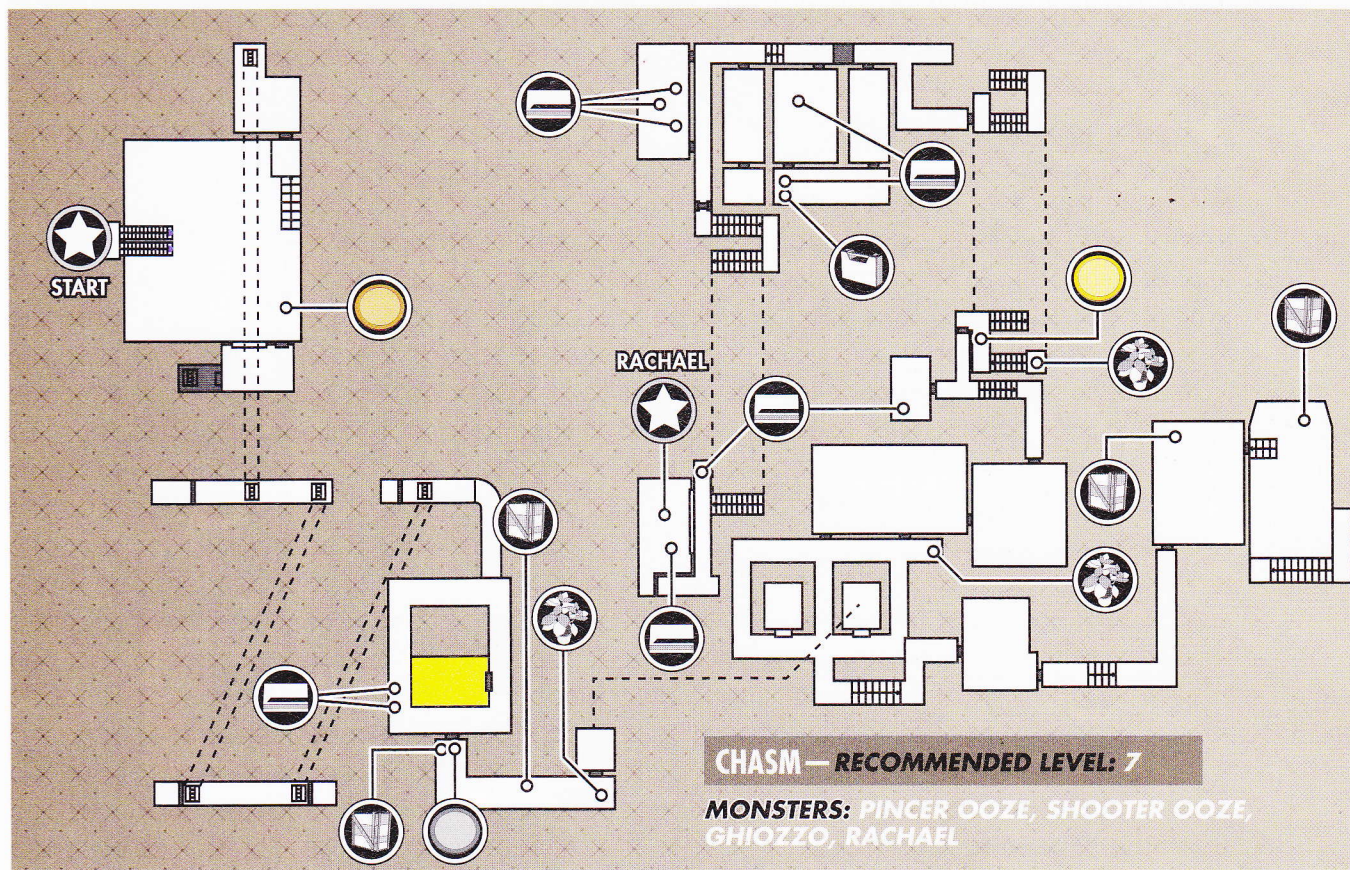 START
RACHAEL
CHASM — RECOMMENDED LEVEL: 7
MONSTERS: PINCER OOZE, SHOOTER OOZE,
GHIOZZO, RACHAEL